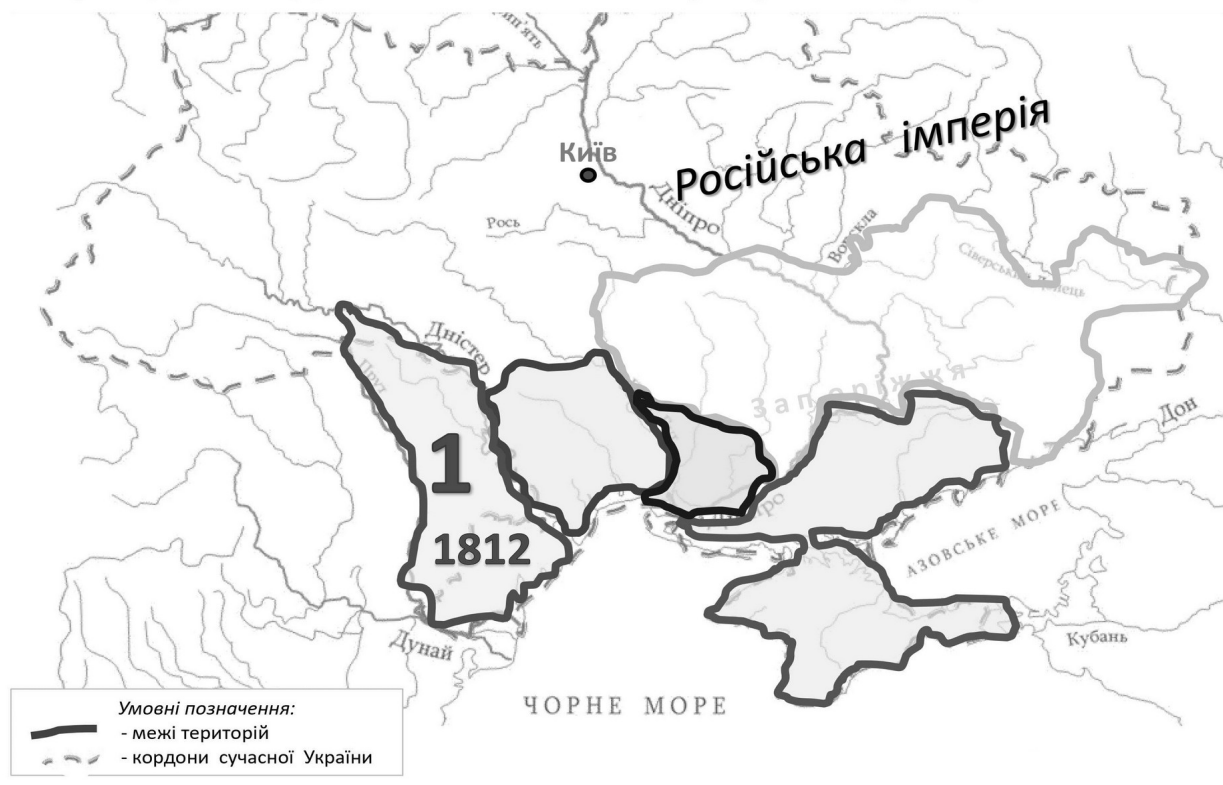 Прип'ять
Київ
Російська імперія
Дніпро
Рось
Ворскла
Сіверський Донець
Дністер
Прут
Запоріжжя
Дон
1
1812
Дніпро
АЗОВСЬКЕ МОРЕ
Дунай
Кубань
ЧОРНЕ МОРЕ
Умовні позначення:
- межі територій
- кордони сучасної України